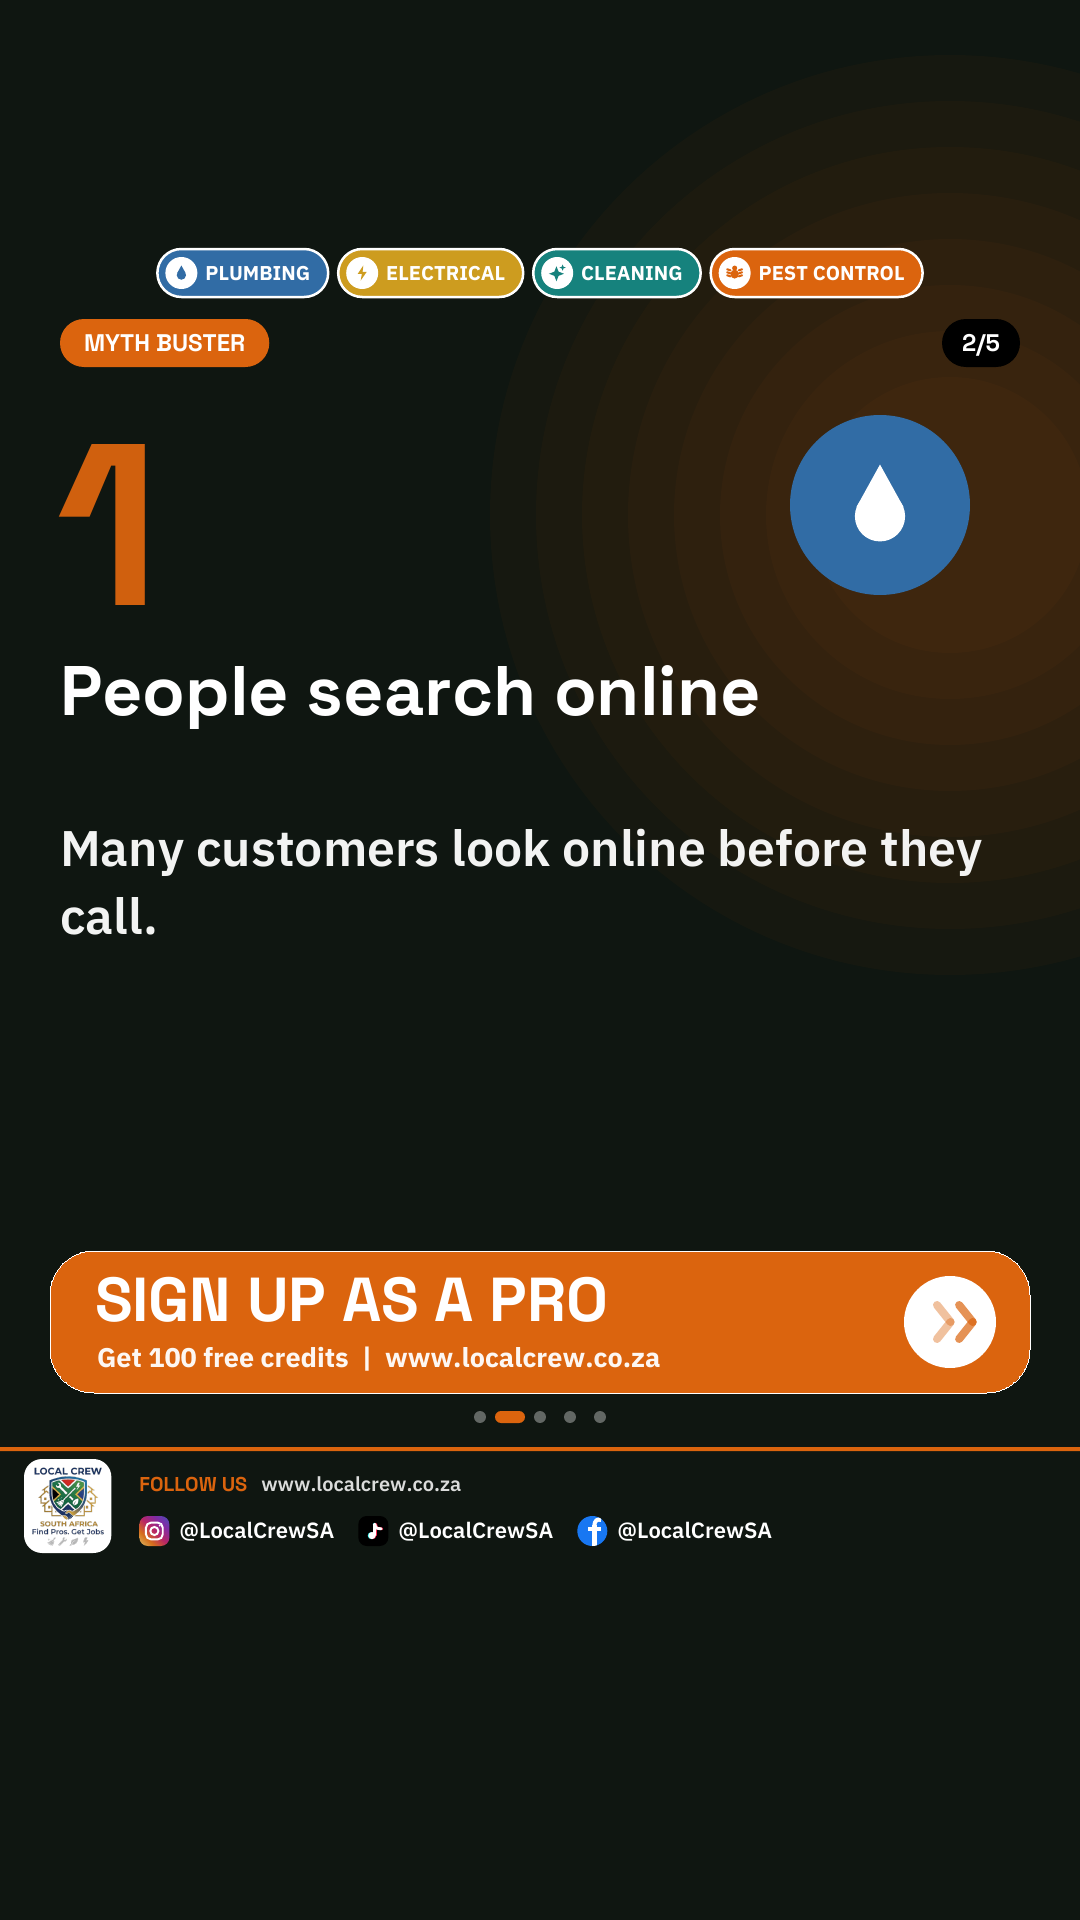 PLUMBING ELECTRICAL CLEANING PEST CONTROL
MYTH BUSTER 2/5
1
People search online
Many customers look online before they
call.
SIGN UP AS A PRO
Get 100 free credits | www.localcrew.co.za
LOCAL CREW
SOUTH AFRICA
Find Pros. Get Jobs
FOLLOW US www.localcrew.co.za
@LocalCrewSA @LocalCrewSA @LocalCrewSA